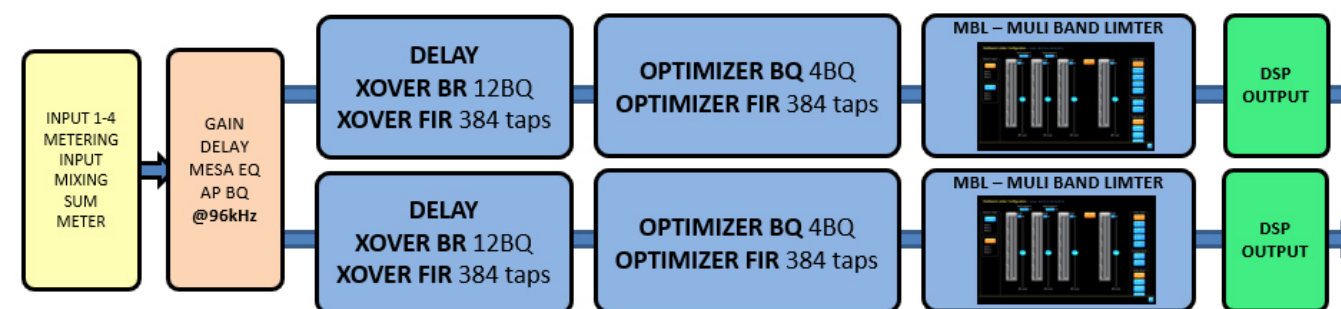 INPUT 1-4
METERING
INPUT
MIXING
SUM
METER
GAIN
DELAY
MESA EQ
AP BQ
@96kHz
DELAY
XOVER BR 12BQ
XOVER FIR 384 taps
OPTIMIZER BQ 4BQ
OPTIMIZER FIR 384 taps
MBL – MULI BAND LIMTER
DSP
OUTPUT
DELAY
XOVER BR 12BQ
XOVER FIR 384 taps
OPTIMIZER BQ 4BQ
OPTIMIZER FIR 384 taps
MBL – MULI BAND LIMTER
DSP
OUTPUT